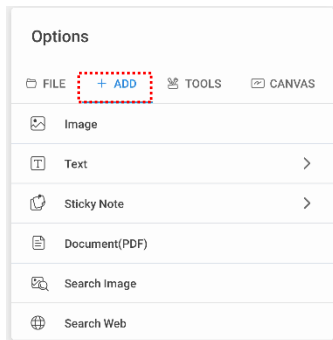 Options
FILE + ADD TOOLS CANVAS
Image
Text
Sticky Note
Document(PDF)
Search Image
Search Web